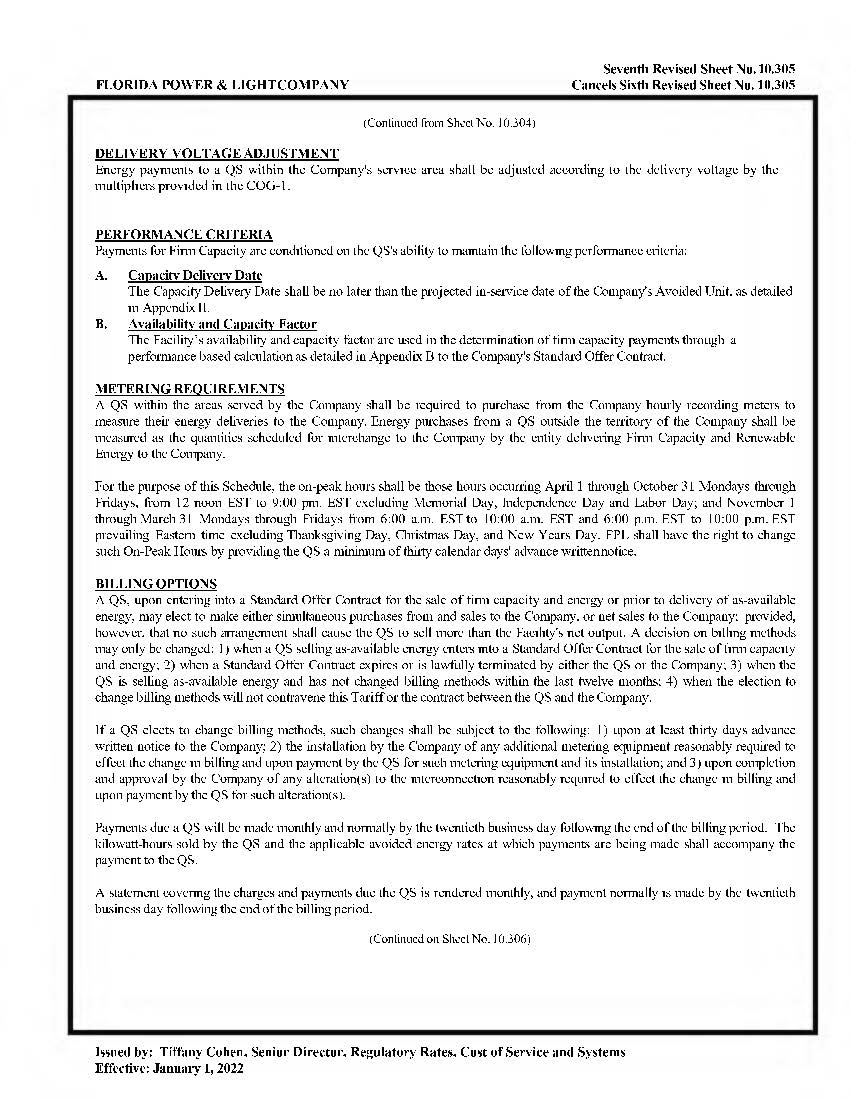 Seventh Revised Sheet No. 10.305
FLORIDA POWER & LIGHT COMPANY
Cancels Sixth Revised Sheet No. 10.305
(Continued from Sheet No. 10.304)
DELIVERY VOLTAGE ADJUSTMENT
Energy payments to a QS within the Company's service area shall be adjusted according to the delivery voltage by the
multipliers provided in the COG-1.
PERFORMANCE CRITERIA
Payments for Firm Capacity are conditioned on the QS's ability to maintain the following performance criteria:
A. Capacity Delivery Date
The Capacity Delivery Date shall be no later than the projected in-service date of the Company's Avoided Unit, as detailed
in Appendix II.
B. Availability and Capacity Factor
The Facility's availability and capacity factor are used in the determination of firm capacity payments through a
performance based calculation as detailed in Appendix B to the Company's Standard Offer Contract.
METERING REQUIREMENTS
A QS within the areas served by the Company shall be required to purchase from the Company hourly recording meters to
measure their energy deliveries to the Company. Energy purchases from a QS outside the territory of the Company shall be
measured as the quantities scheduled for interchange to the Company by the entity delivering Firm Capacity and Renewable
Energy to the Company.
For the purpose of this Schedule, the on-peak hours shall be those hours occurring April 1 through October 31 Mondays through
Fridays, from 12 noon EST to 9:00 pm. EST excluding Memorial Day, Independence Day and Labor Day; and November 1
through March 31 Mondays through Fridays from 6:00 a.m. EST to 10:00 a.m. EST and 6:00 p.m. EST to 10:00 p.m. EST
prevailing Eastern time excluding Thanksgiving Day, Christmas Day, and New Years Day. FPL shall have the right to change
such On-Peak Hours by providing the QS a minimum of thirty calendar days' advance written notice.
BILLING OPTIONS
A QS, upon entering into a Standard Offer Contract for the sale of firm capacity and energy or prior to delivery of as-available
energy, may elect to make either simultaneous purchases from and sales to the Company, or net sales to the Company; provided,
however, that no such arrangement shall cause the QS to sell more than the Facility's net output. A decision on billing methods
may only be changed: 1) when a QS selling as-available energy enters into a Standard Offer Contract for the sale of firm capacity
and energy; 2) when a Standard Offer Contract expires or is lawfully terminated by either the QS or the Company; 3) when the
QS is selling as-available energy and has not changed billing methods within the last twelve months; 4) when the election to
change billing methods will not contravene this Tariff or the contract between the QS and the Company.
If a QS elects to change billing methods, such changes shall be subject to the following: 1) upon at least thirty days advance
written notice to the Company; 2) the installation by the Company of any additional metering equipment reasonably required to
effect the change in billing and upon payment by the QS for such metering equipment and its installation; and 3) upon completion
and approval by the Company of any alteration(s) to the interconnection reasonably required to effect the change in billing and
upon payment by the QS for such alteration(s).
Payments due a QS will be made monthly and normally by the twentieth business day following the end of the billing period. The
kilowatt-hours sold by the QS and the applicable avoided energy rates at which payments are being made shall accompany the
payment to the QS.
A statement covering the charges and payments due the QS is rendered monthly, and payment normally is made by the twentieth
business day following the end of the billing period.
(Continued on Sheet No. 10.306)
Issued by: Tiffany Cohen, Senior Director, Regulatory Rates, Cost of Service and Systems
Effective: January 1, 2022